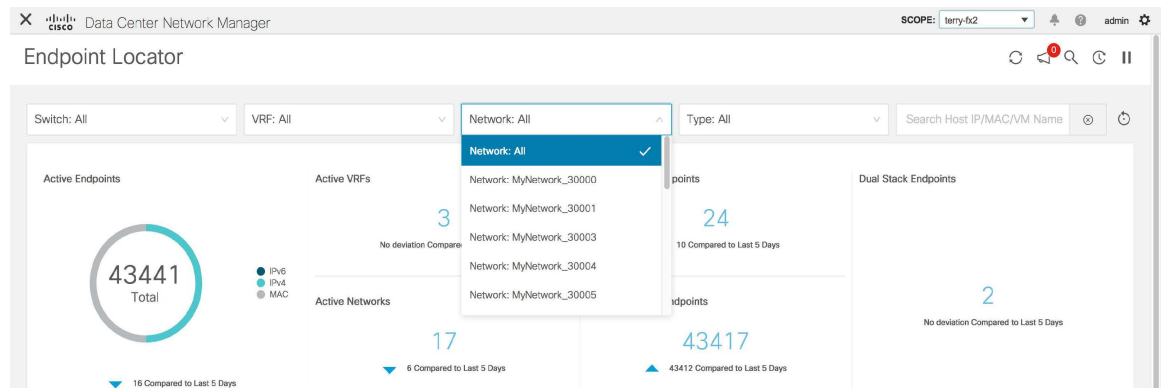 cisco Data Center Network Manager
SCOPE: terry-fx2
admin
Endpoint Locator
0
Switch: All
VRF: All
Network: All
Type: All
Search Host IP/MAC/VM Name
Network: All
Network: MyNetwork_30000
Network: MyNetwork_30001
Network: MyNetwork_30003
Network: MyNetwork_30004
Network: MyNetwork_30005
Active Endpoints
43441
Total
IPv6
IPv4
MAC
16 Compared to Last 5 Days
Active VRFs
3
No deviation Compare
Active Networks
17
6 Compared to Last 5 Days
points
24
10 Compared to Last 5 Days
dpoints
43417
43412 Compared to Last 5 Days
Dual Stack Endpoints
2
No deviation Compared to Last 5 Days